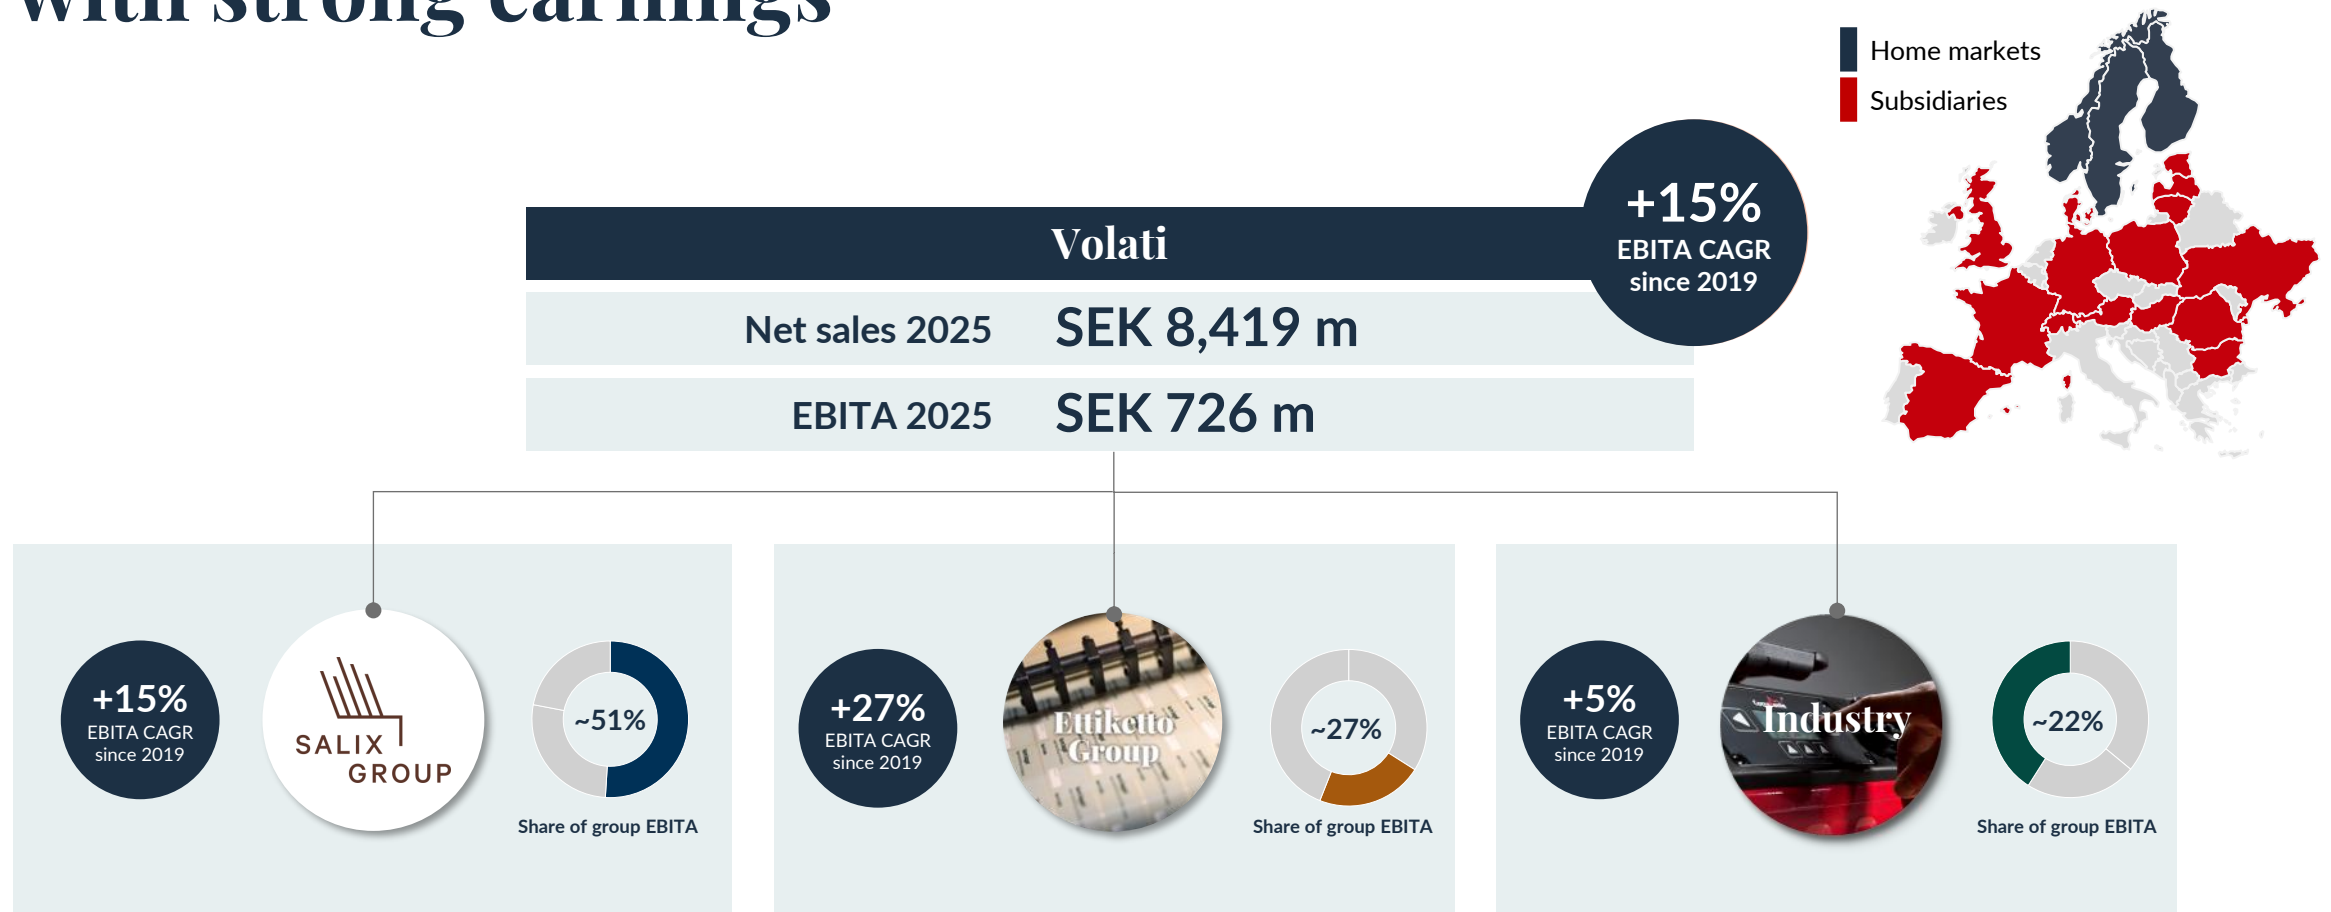 with strong earnings
Home markets
Subsidiaries
+15%
EBITA CAGR
since 2019
Volati
Net sales 2025 SEK 8,419 m
EBITA 2025 SEK 726 m
+15%
EBITA CAGR
since 2019
SALIX
GROUP
~51%
Share of group EBITA
+27%
EBITA CAGR
since 2019
Ettiketto
Group
~27%
Share of group EBITA
+5%
EBITA CAGR
since 2019
Industry
~22%
Share of group EBITA